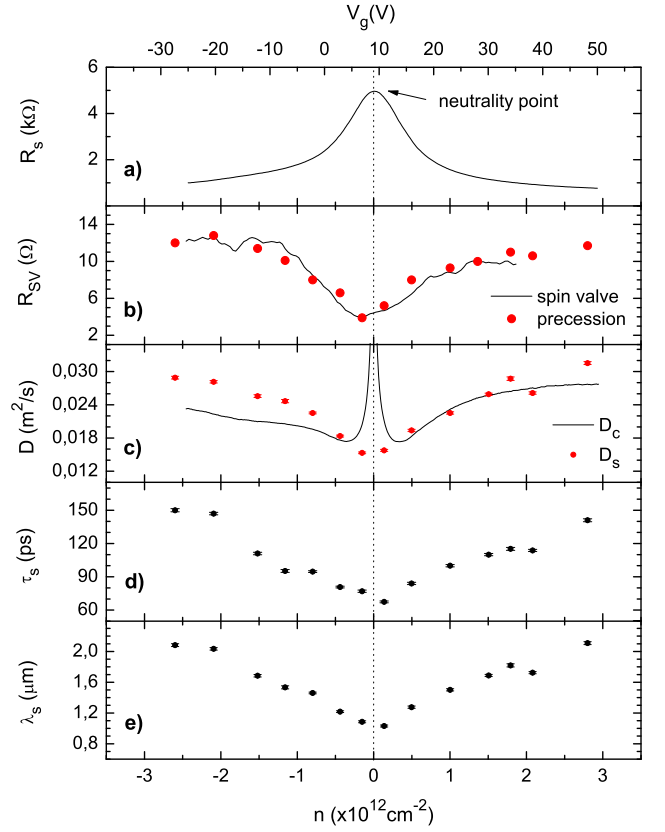 V_g(V)
-30 -20 -10 0 10 20 30 40 50
6
4
2
R_s (kΩ)
neutrality point
a)
14
10
6
2
R_SV (Ω)
spin valve
precession
b)
0,030
0,024
0,018
0,012
D (m²/s)
D_c
D_s
c)
150
120
90
60
τ_s (ps)
d)
2,0
1,6
1,2
0,8
λ_s (μm)
e)
-3 -2 -1 0 1 2 3
n (x10¹²cm⁻²)